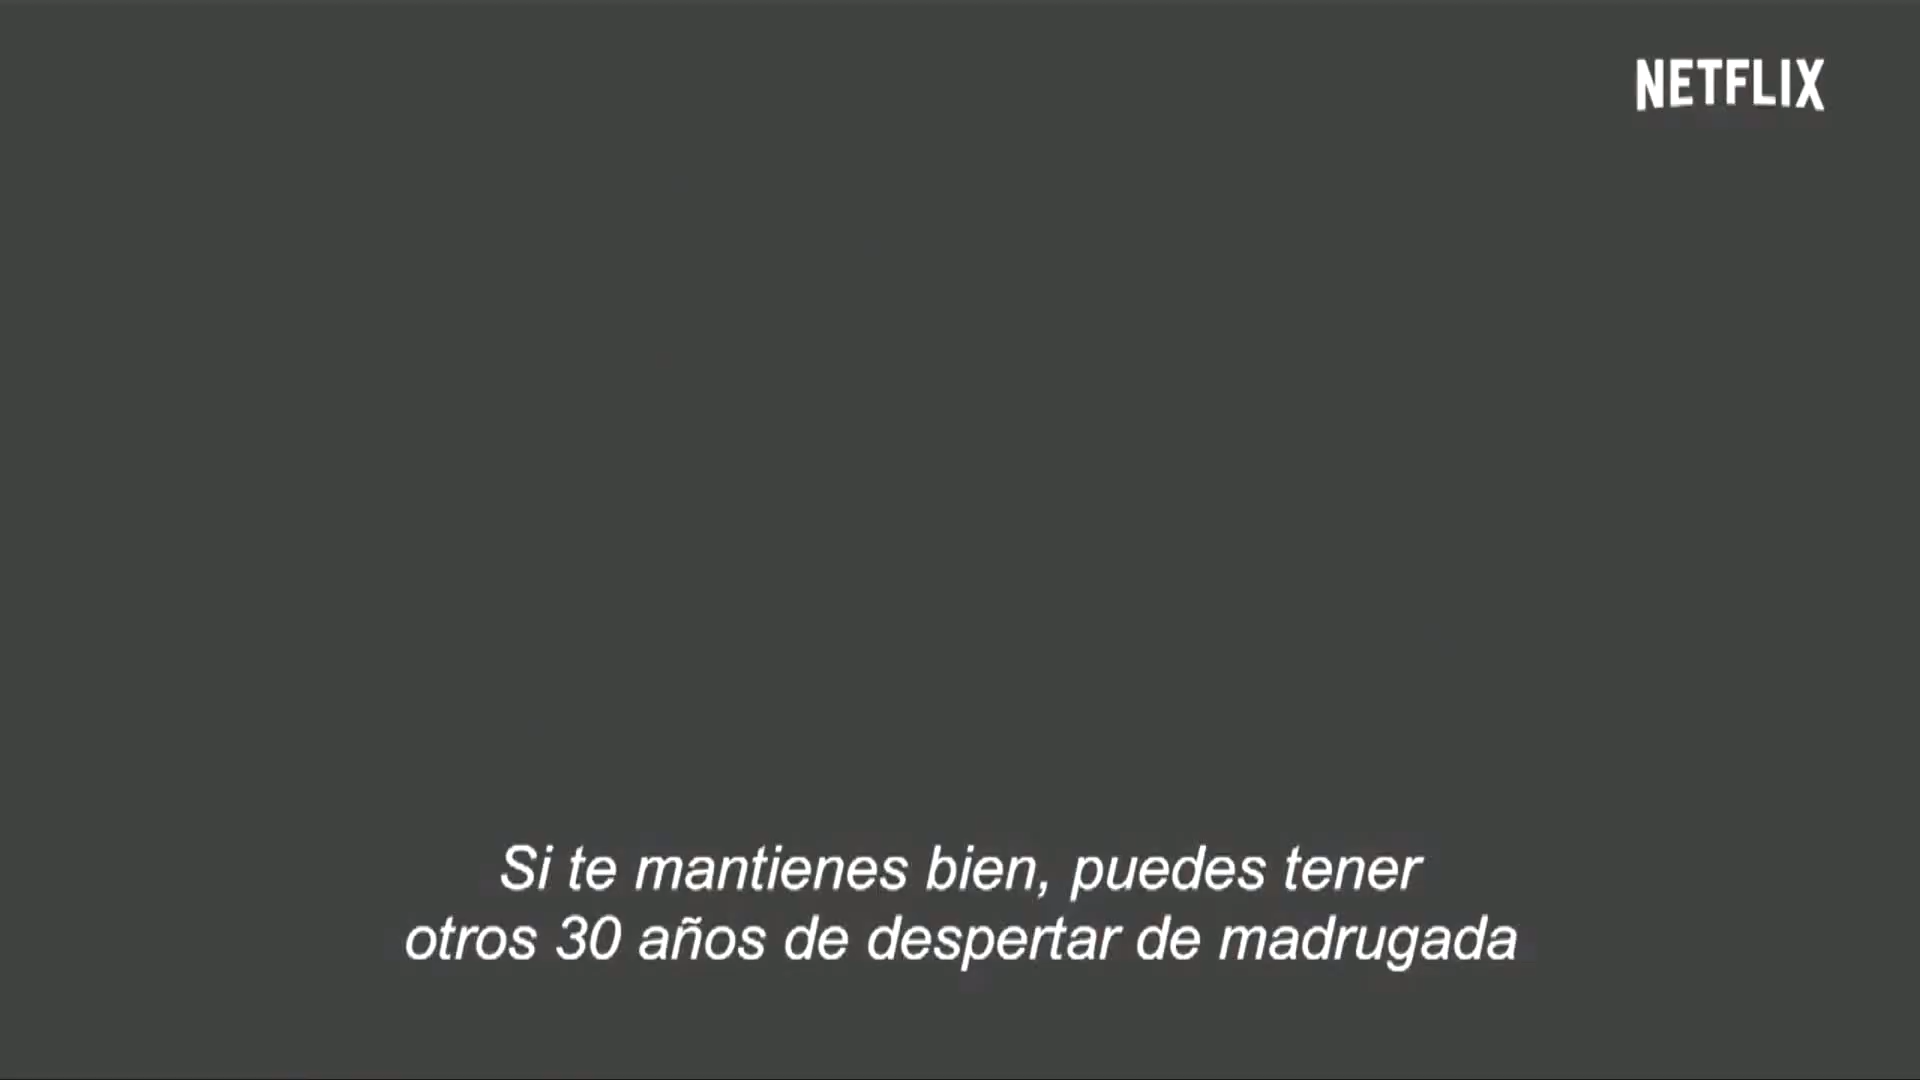 NETFLIX
Si te mantienes bien, puedes tener
otros 30 años de despertar de madrugada